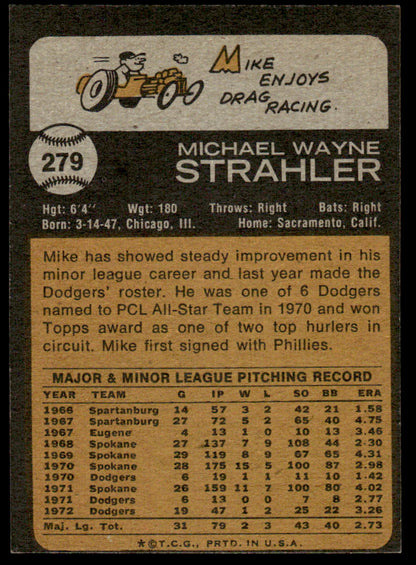 MIKE
ENJOYS
DRAG
RACING.
279
MICHAEL WAYNE
STRAHLER
Hgt: 6'4" Wgt: 180 Throws: Right Bats: Right
Born: 3-14-47, Chicago, Ill. Home: Sacramento, Calif.
Mike has showed steady improvement in his
minor league career and last year made the
Dodgers' roster. He was one of 6 Dodgers
named to PCL All-Star Team in 1970 and won
Topps award as one of two top hurlers in
circuit. Mike first signed with Phillies.
MAJOR & MINOR LEAGUE PITCHING RECORD
YEAR TEAM G IP W L SO BB ERA
1966 Spartanburg 14 57 3 2 42 21 1.58
1967 Spartanburg 27 72 5 2 65 40 4.75
1967 Eugene 4 13 1 0 10 13 3.46
1968 Spokane 27 137 7 9 108 44 2.30
1969 Spokane 29 119 8 9 67 65 4.31
1970 Spokane 28 175 15 5 100 87 2.98
1970 Dodgers 6 19 1 1 11 10 1.42
1971 Spokane 26 159 11 7 100 80 4.02
1971 Dodgers 6 13 0 0 7 8 2.77
1972 Dodgers 19 47 1 2 25 22 3.26
Maj. Lg. Tot. 31 79 2 3 43 40 2.73
*©T.C.G., PRTD. IN U.S.A.